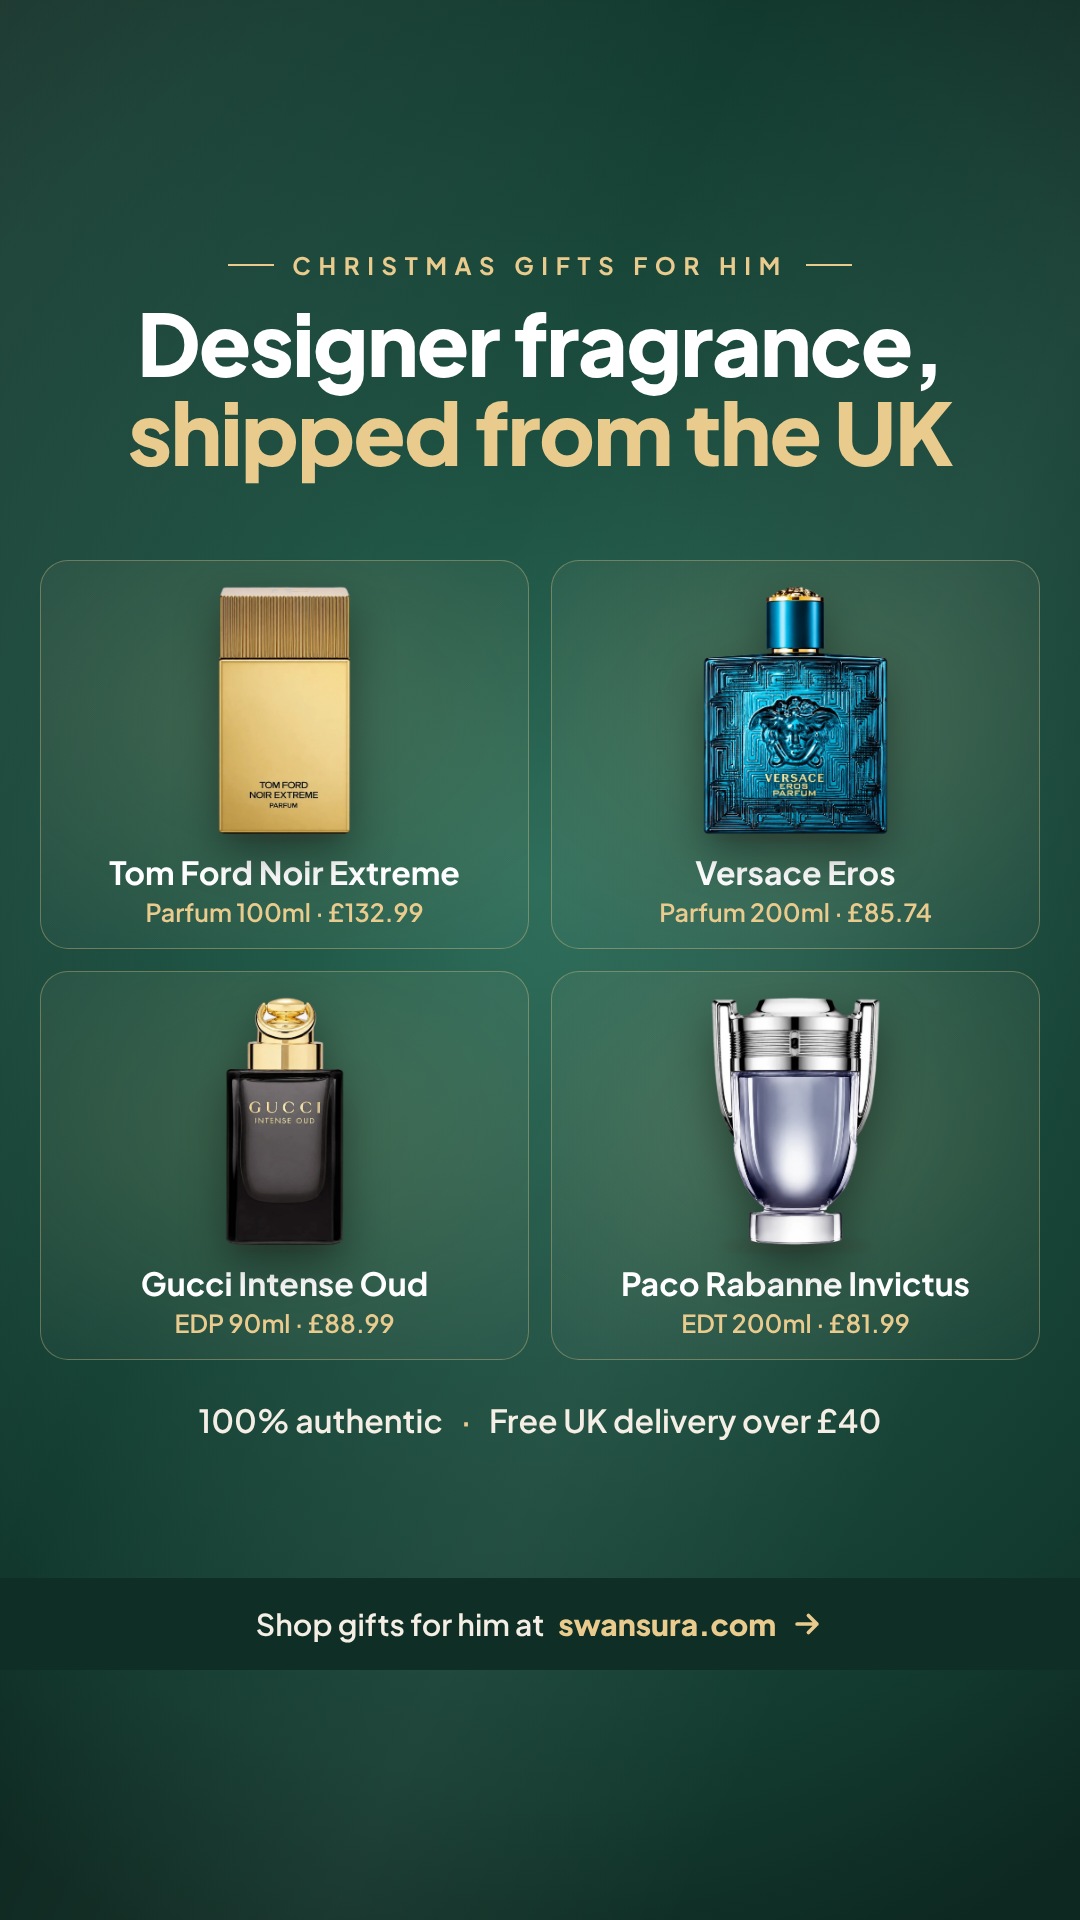 CHRISTMAS GIFTS FOR HIM
Designer fragrance,
shipped from the UK
TOM FORD
NOIR EXTREME
PARFUM
Tom Ford Noir Extreme
Parfum 100ml · £132.99
VERSACE
EROS
PARFUM
Versace Eros
Parfum 200ml · £85.74
GUCCI
INTENSE OUD
Gucci Intense Oud
EDP 90ml · £88.99
Paco Rabanne Invictus
EDT 200ml · £81.99
100% authentic · Free UK delivery over £40
Shop gifts for him at swansura.com →